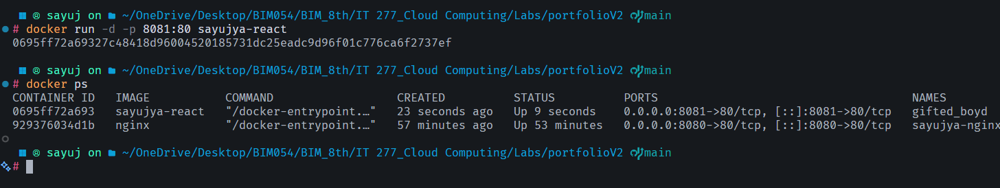 sayuj on ~/OneDrive/Desktop/BIM054/BIM_8th/IT 277_Cloud Computing/Labs/portfolioV2 main
# docker run -d -p 8081:80 sayujya-react
0695ff72a69327c48418d96004520185731dc25eadc9d96f01c776ca6f2737ef
sayuj on ~/OneDrive/Desktop/BIM054/BIM_8th/IT 277_Cloud Computing/Labs/portfolioV2 main
# docker ps
CONTAINER ID IMAGE COMMAND CREATED STATUS PORTS NAMES
0695ff72a693 sayujya-react "/docker-entrypoint.…" 23 seconds ago Up 9 seconds 0.0.0.0:8081->80/tcp, [::]:8081->80/tcp gifted_boyd
929376034d1b nginx "/docker-entrypoint.…" 57 minutes ago Up 53 minutes 0.0.0.0:8080->80/tcp, [::]:8080->80/tcp sayujya-nginx
sayuj on ~/OneDrive/Desktop/BIM054/BIM_8th/IT 277_Cloud Computing/Labs/portfolioV2 main
#